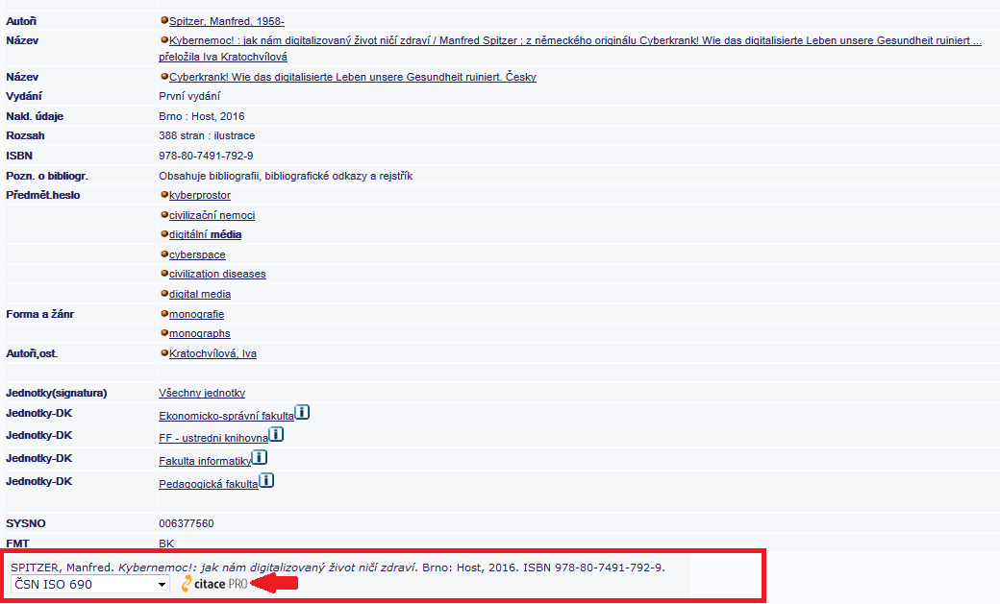 Autoři Spitzer, Manfred, 1958-
Název Kybernemoc! : jak nám digitalizovaný život ničí zdraví / Manfred Spitzer ; z německého originálu Cyberkrank! Wie das digitalisierte Leben unsere Gesundheit ruiniert ...
přeložila Iva Kratochvílová
Název Cyberkrank! Wie das digitalisierte Leben unsere Gesundheit ruiniert. Česky
Vydání První vydání
Nakl. údaje Brno : Host, 2016
Rozsah 388 stran : ilustrace
ISBN 978-80-7491-792-9
Pozn. o bibliogr. Obsahuje bibliografii, bibliografické odkazy a rejstřík
Předmět.heslo kyberprostor
civilizační nemoci
digitální média
cyberspace
civilization diseases
digital media
Forma a žánr monografie
monographs
Autoři,ost. Kratochvílová, Iva
Jednotky(signatura) Všechny jednotky
Jednotky-DK Ekonomicko-správní fakulta i
Jednotky-DK FF - ustredni knihovna i
Jednotky-DK Fakulta informatiky i
Jednotky-DK Pedagogická fakulta i
SYSNO 006377560
FMT BK
SPITZER, Manfred. Kybernemoc!: jak nám digitalizovaný život ničí zdraví. Brno: Host, 2016. ISBN 978-80-7491-792-9.
ČSN ISO 690 citace PRO